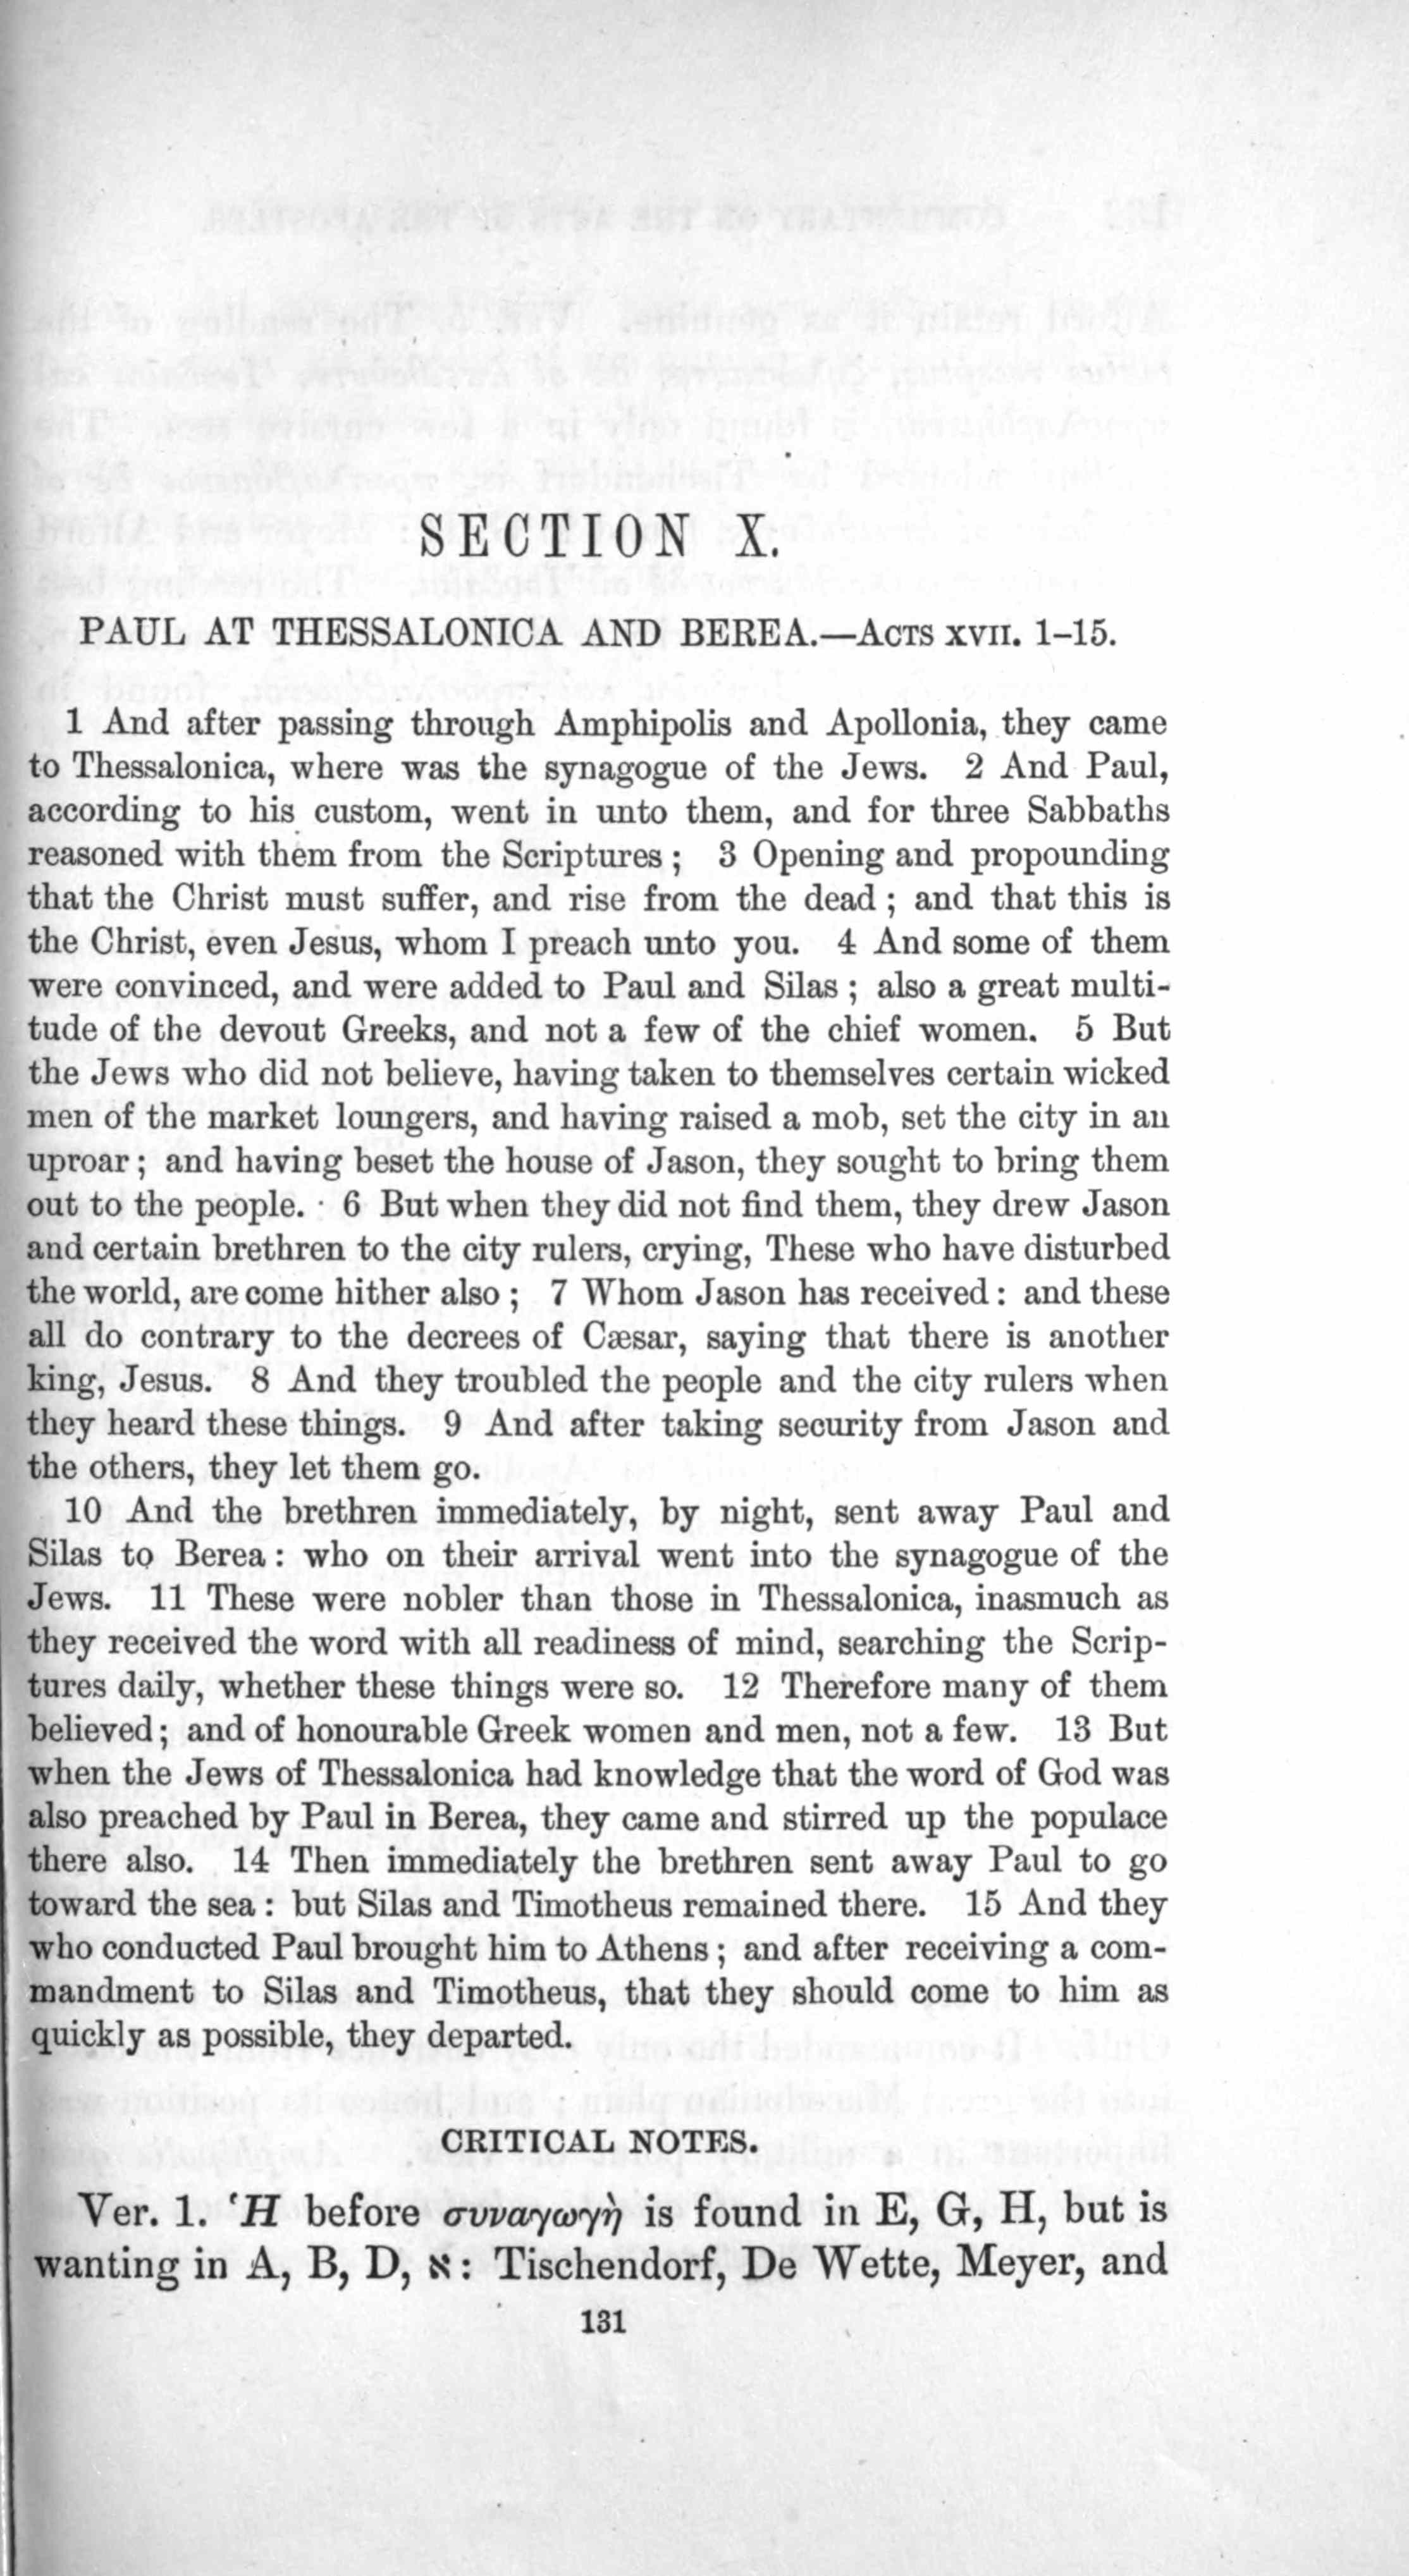 SECTION X.
PAUL AT THESSALONICA AND BEREA.—ACTS XVII. 1–15.
1 And after passing through Amphipolis and Apollonia, they came
to Thessalonica, where was the synagogue of the Jews. 2 And Paul,
according to his custom, went in unto them, and for three Sabbaths
reasoned with them from the Scriptures; 3 Opening and propounding
that the Christ must suffer, and rise from the dead; and that this is
the Christ, even Jesus, whom I preach unto you. 4 And some of them
were convinced, and were added to Paul and Silas; also a great multi-
tude of the devout Greeks, and not a few of the chief women. 5 But
the Jews who did not believe, having taken to themselves certain wicked
men of the market loungers, and having raised a mob, set the city in an
uproar; and having beset the house of Jason, they sought to bring them
out to the people. 6 But when they did not find them, they drew Jason
and certain brethren to the city rulers, crying, These who have disturbed
the world, are come hither also; 7 Whom Jason has received: and these
all do contrary to the decrees of Cæsar, saying that there is another
king, Jesus. 8 And they troubled the people and the city rulers when
they heard these things. 9 And after taking security from Jason and
the others, they let them go.
10 And the brethren immediately, by night, sent away Paul and
Silas to Berea: who on their arrival went into the synagogue of the
Jews. 11 These were nobler than those in Thessalonica, inasmuch as
they received the word with all readiness of mind, searching the Scrip-
tures daily, whether these things were so. 12 Therefore many of them
believed; and of honourable Greek women and men, not a few. 13 But
when the Jews of Thessalonica had knowledge that the word of God was
also preached by Paul in Berea, they came and stirred up the populace
there also. 14 Then immediately the brethren sent away Paul to go
toward the sea: but Silas and Timotheus remained there. 15 And they
who conducted Paul brought him to Athens; and after receiving a com-
mandment to Silas and Timotheus, that they should come to him as
quickly as possible, they departed.
CRITICAL NOTES.
Ver. 1. Ἡ before συναγωγὴ is found in E, G, H, but is
wanting in A, B, D, א: Tischendorf, De Wette, Meyer, and
131